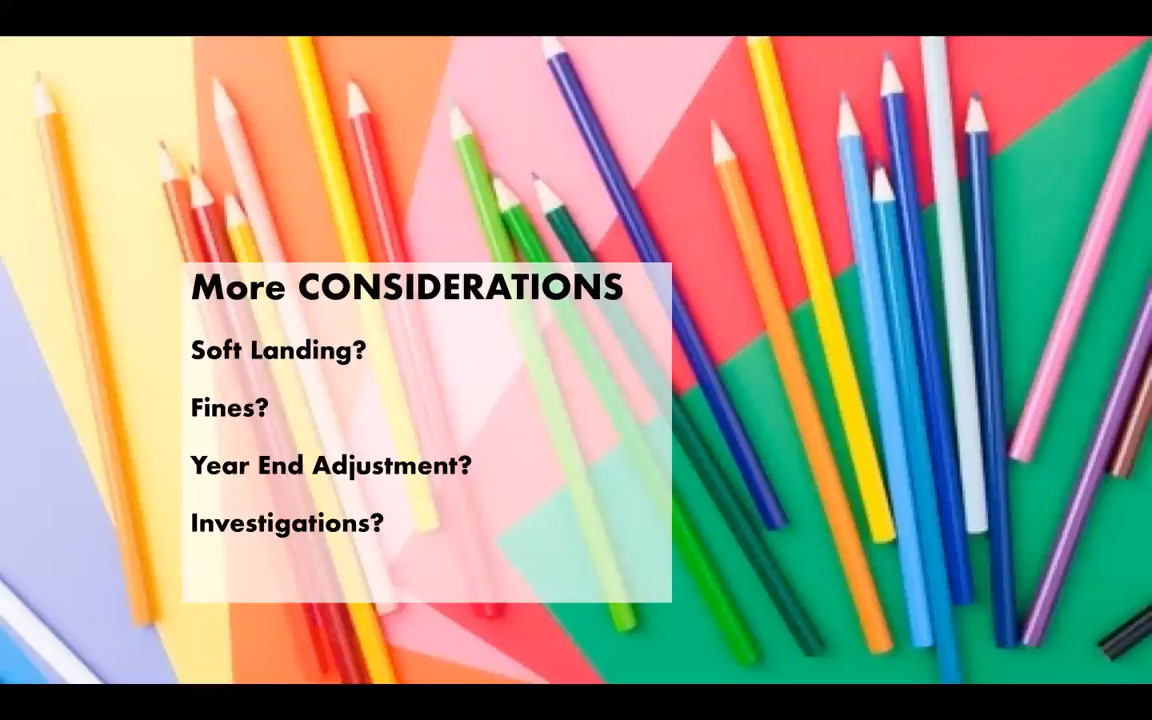 More CONSIDERATIONS
Soft Landing?
Fines?
Year End Adjustment?
Investigations?